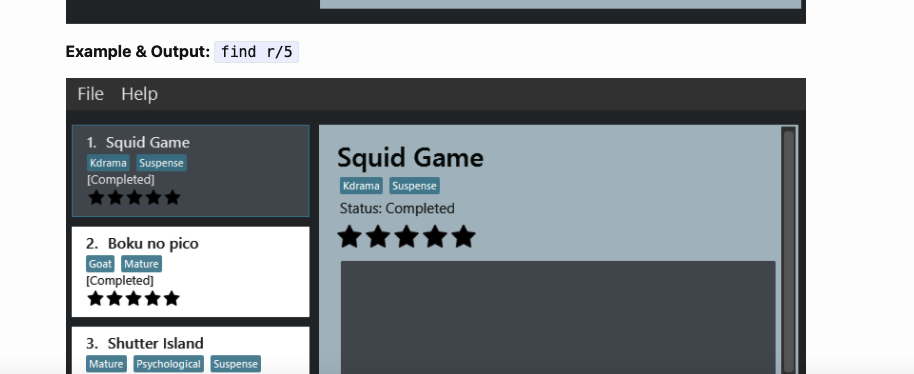 Example & Output: find r/5
File Help
1. Squid Game
Kdrama Suspense
[Completed]
2. Boku no pico
Goat Mature
[Completed]
3. Shutter Island
Mature Psychological Suspense
Squid Game
Kdrama Suspense
Status: Completed